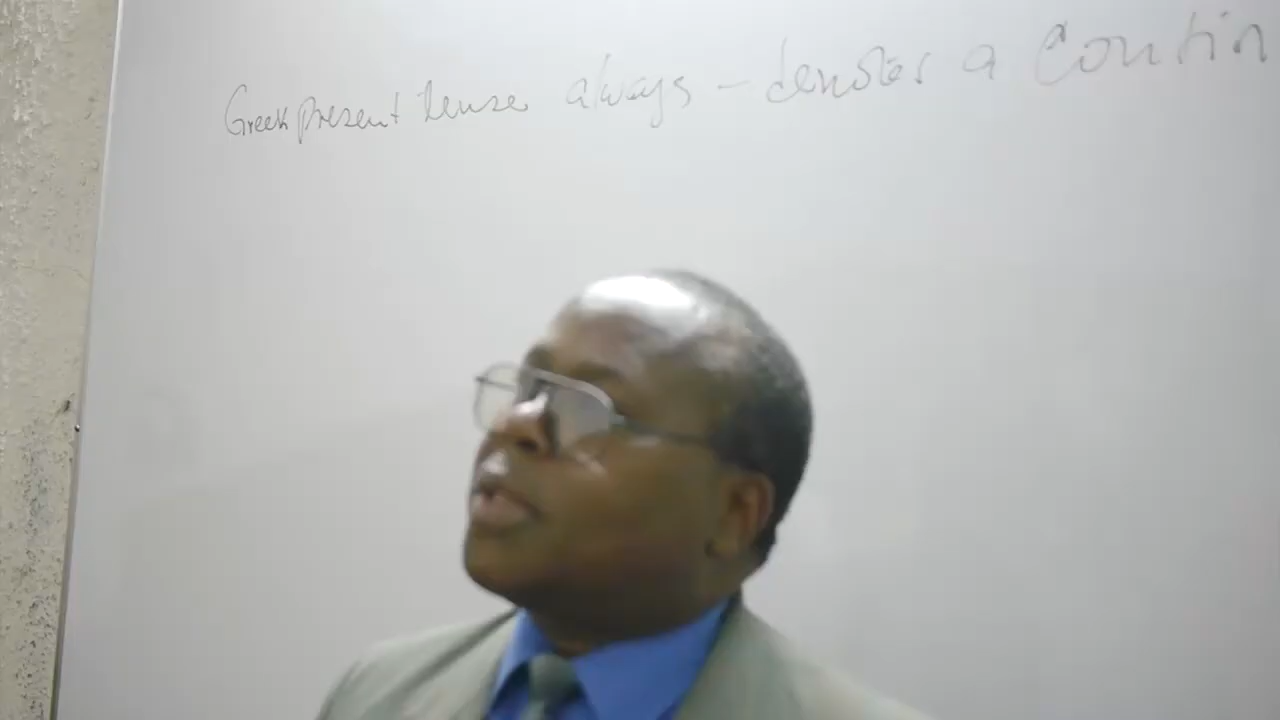 Greek present tense always – denotes a Contin